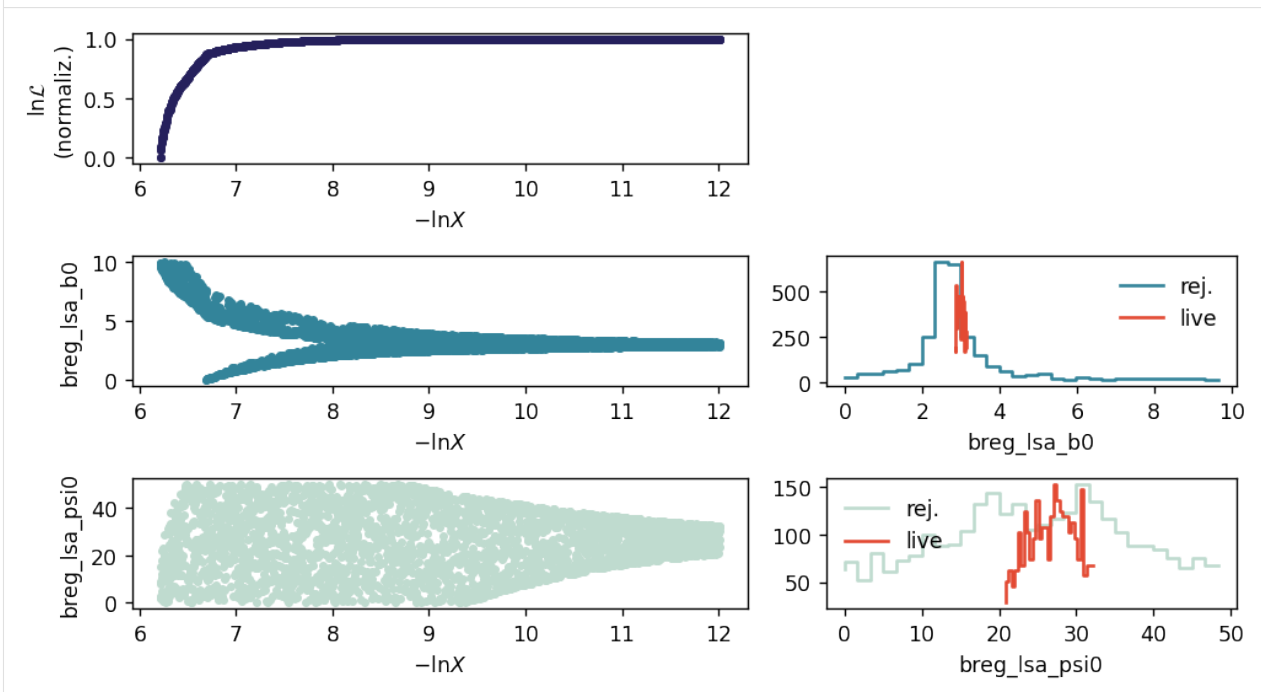 lnℒ
(normaliz.)
1.0
0.5
0.0
6 7 8 9 10 11 12
−lnX
breg_lsa_b0
10
5
0
6 7 8 9 10 11 12
−lnX
500
250
0
rej.
live
0 2 4 6 8 10
breg_lsa_b0
breg_lsa_psi0
40
20
0
6 7 8 9 10 11 12
−lnX
150
100
50
rej.
live
0 10 20 30 40 50
breg_lsa_psi0